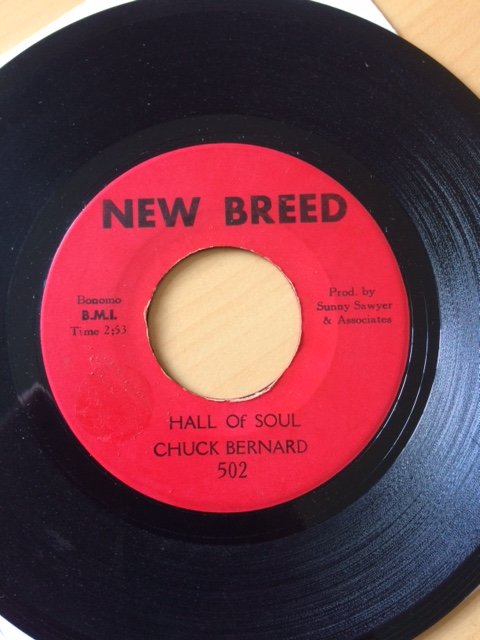 NEW BREED
Bonomo
B.M.I.
Time 2;53
Prod. by
Sunny Sawyer
& Associates
HALL Of SOUL
CHUCK BERNARD
502